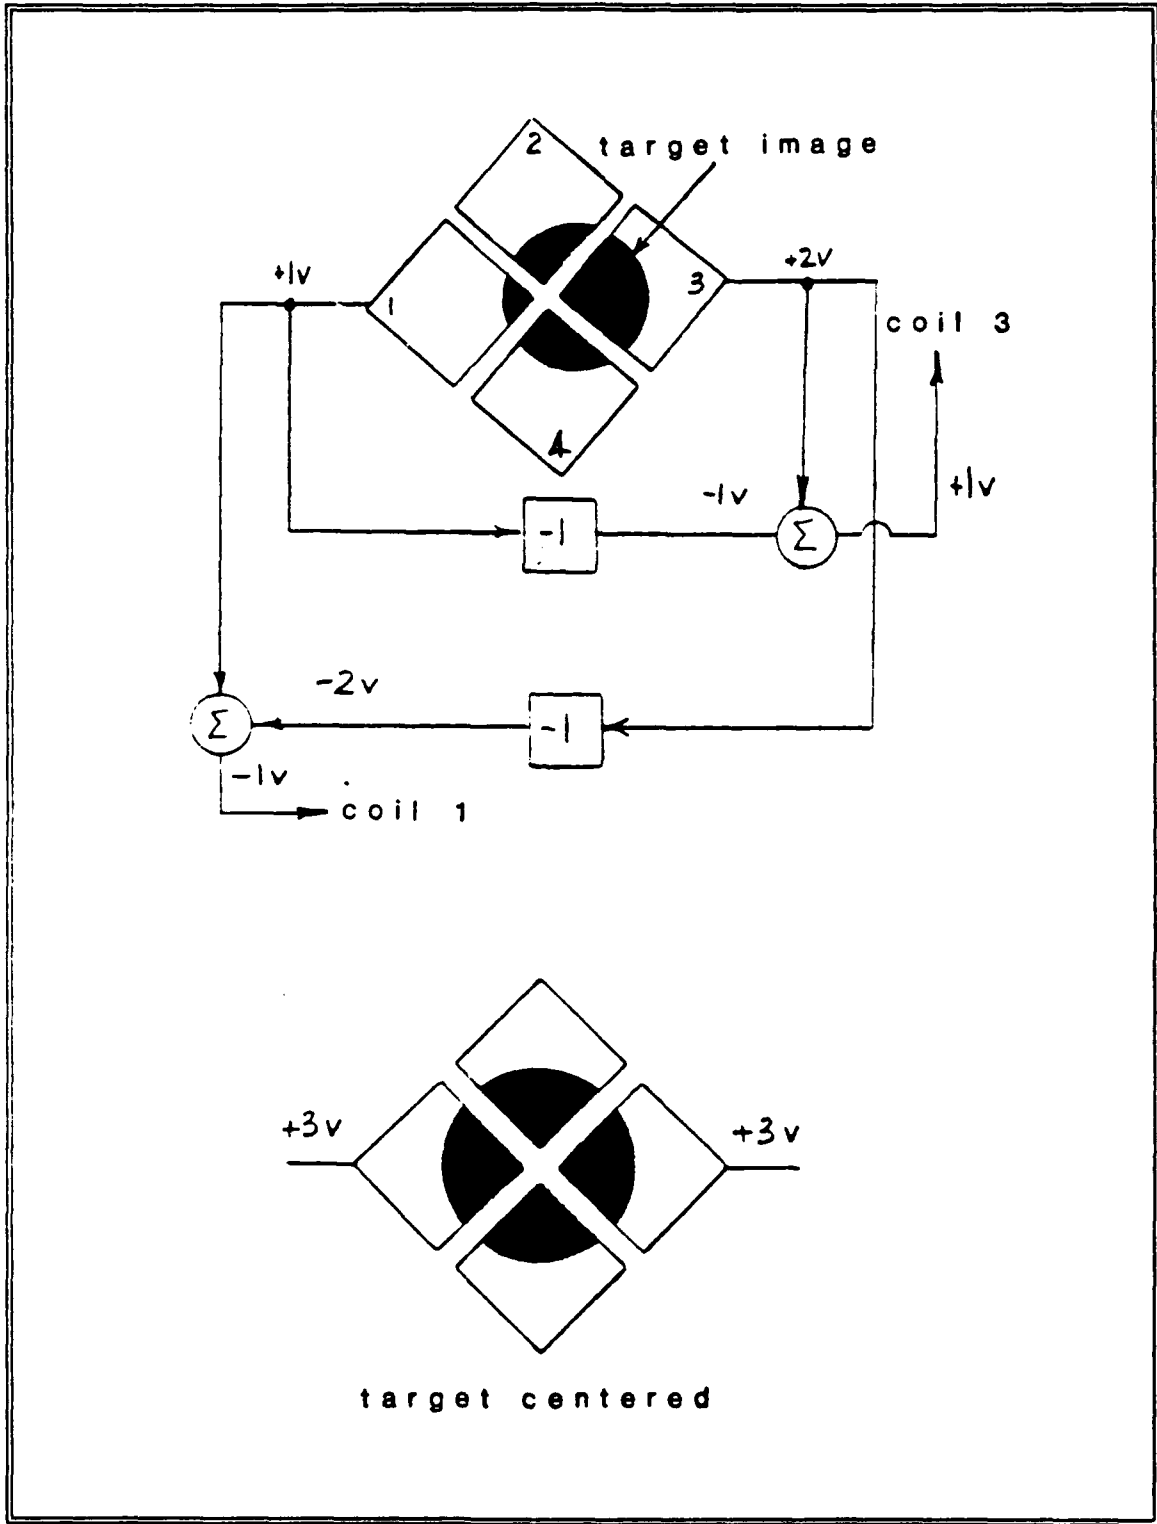 2
target image
+1v
1
3
+2v
coil 3
4
-1v
+1v
-1
Σ
-2v
Σ
-1
-1v
coil 1
+3v
+3v
target centered